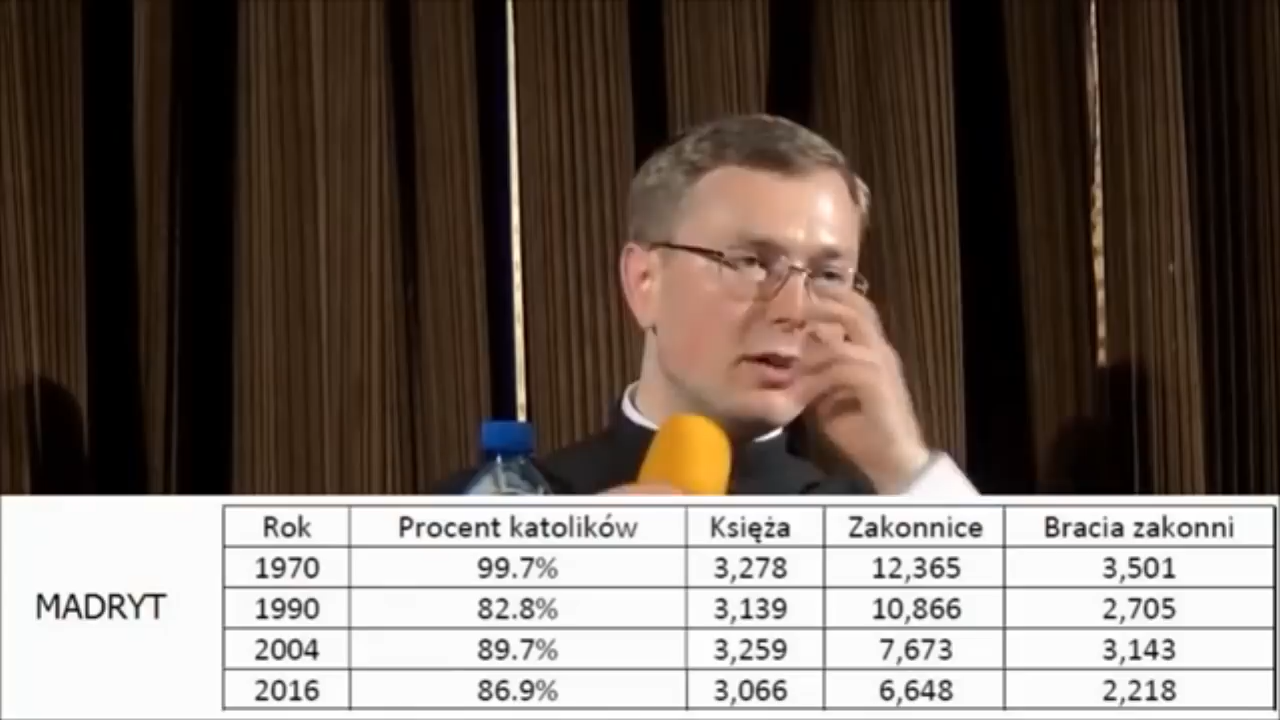 Rok Procent katolików Księża Zakonnice Bracia zakonni
1970 99.7% 3,278 12,365 3,501
MADRYT
1990 82.8% 3,139 10,866 2,705
2004 89.7% 3,259 7,673 3,143
2016 86.9% 3,066 6,648 2,218